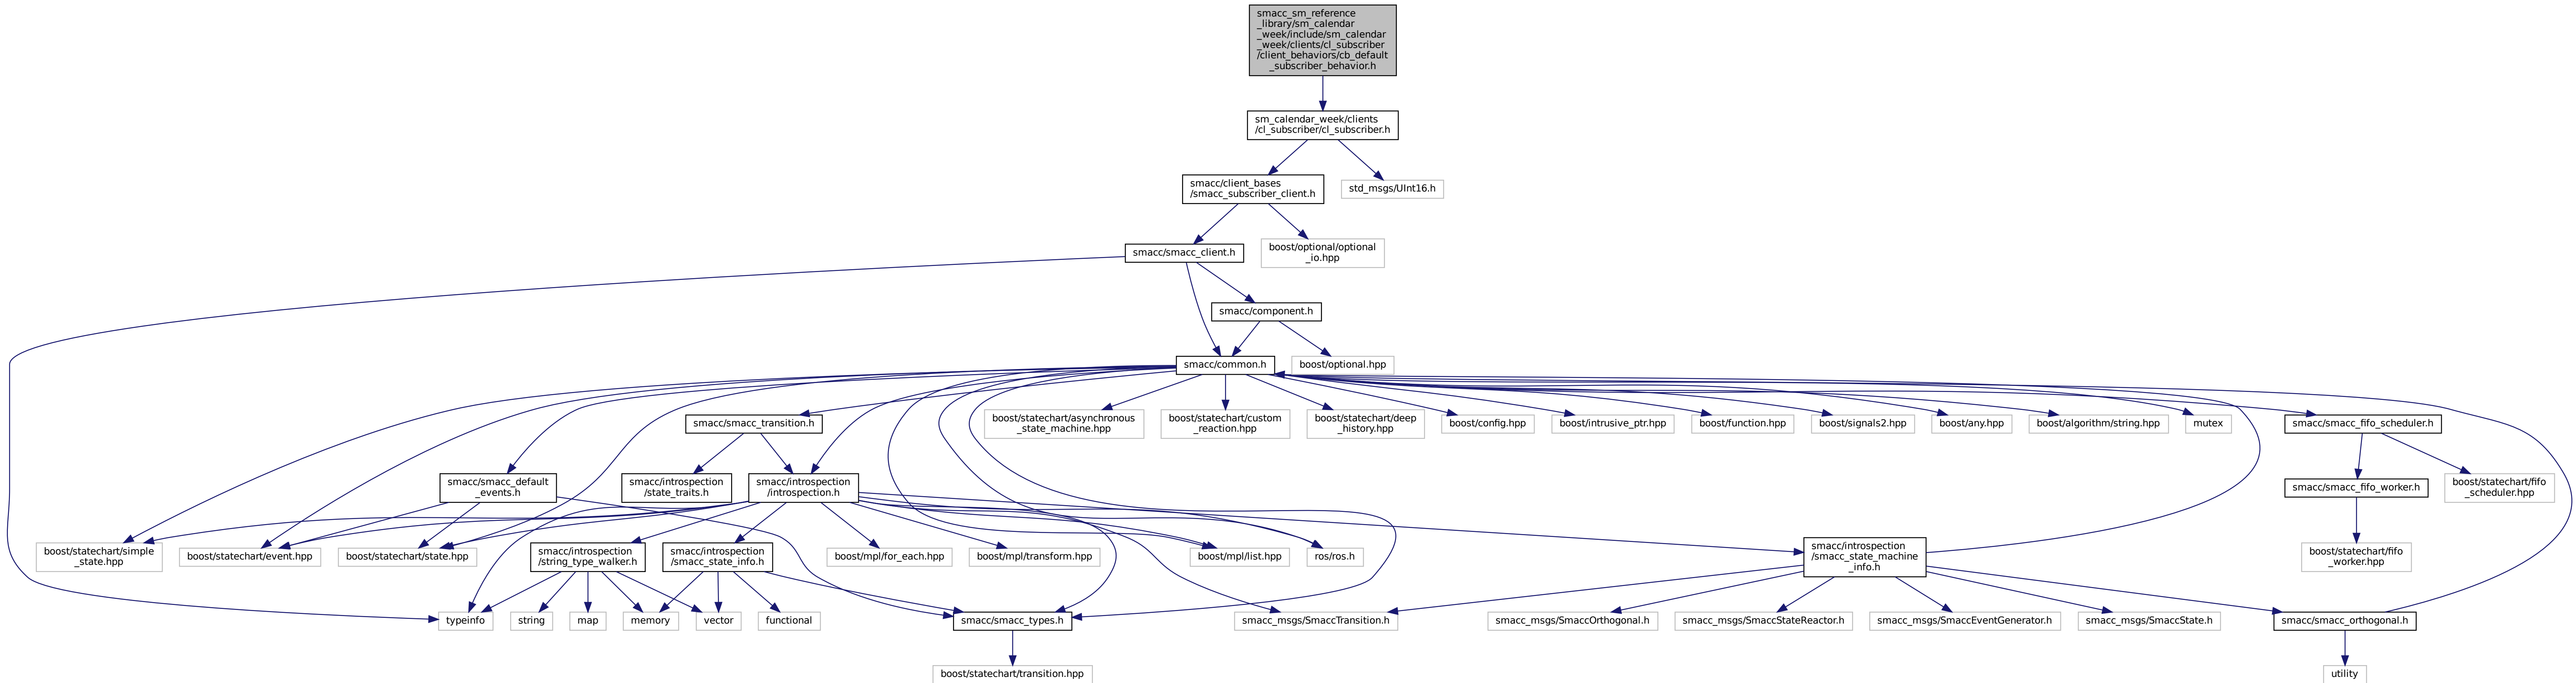 smacc_sm_reference
_library/sm_calendar
_week/include/sm_calendar
_week/clients/cl_subscriber
/client_behaviors/cb_default
_subscriber_behavior.h
sm_calendar_week/clients
/cl_subscriber/cl_subscriber.h
smacc/client_bases
/smacc_subscriber_client.h
std_msgs/UInt16.h
smacc/smacc_client.h
boost/optional/optional
_io.hpp
smacc/component.h
smacc/common.h
boost/optional.hpp
smacc/smacc_transition.h
boost/statechart/asynchronous
_state_machine.hpp
boost/statechart/custom
_reaction.hpp
boost/statechart/deep
_history.hpp
boost/config.hpp
boost/intrusive_ptr.hpp
boost/function.hpp
boost/signals2.hpp
boost/any.hpp
boost/algorithm/string.hpp
mutex
smacc/smacc_fifo_scheduler.h
smacc/smacc_default
_events.h
smacc/introspection
/state_traits.h
smacc/introspection
/introspection.h
smacc/smacc_fifo_worker.h
boost/statechart/fifo
_scheduler.hpp
boost/statechart/simple
_state.hpp
boost/statechart/event.hpp
boost/statechart/state.hpp
smacc/introspection
/string_type_walker.h
smacc/introspection
/smacc_state_info.h
boost/mpl/for_each.hpp
boost/mpl/transform.hpp
boost/mpl/list.hpp
ros/ros.h
smacc/introspection
/smacc_state_machine
_info.h
boost/statechart/fifo
_worker.hpp
typeinfo
string
map
memory
vector
functional
smacc/smacc_types.h
smacc_msgs/SmaccTransition.h
smacc_msgs/SmaccOrthogonal.h
smacc_msgs/SmaccStateReactor.h
smacc_msgs/SmaccEventGenerator.h
smacc_msgs/SmaccState.h
smacc/smacc_orthogonal.h
boost/statechart/transition.hpp
utility